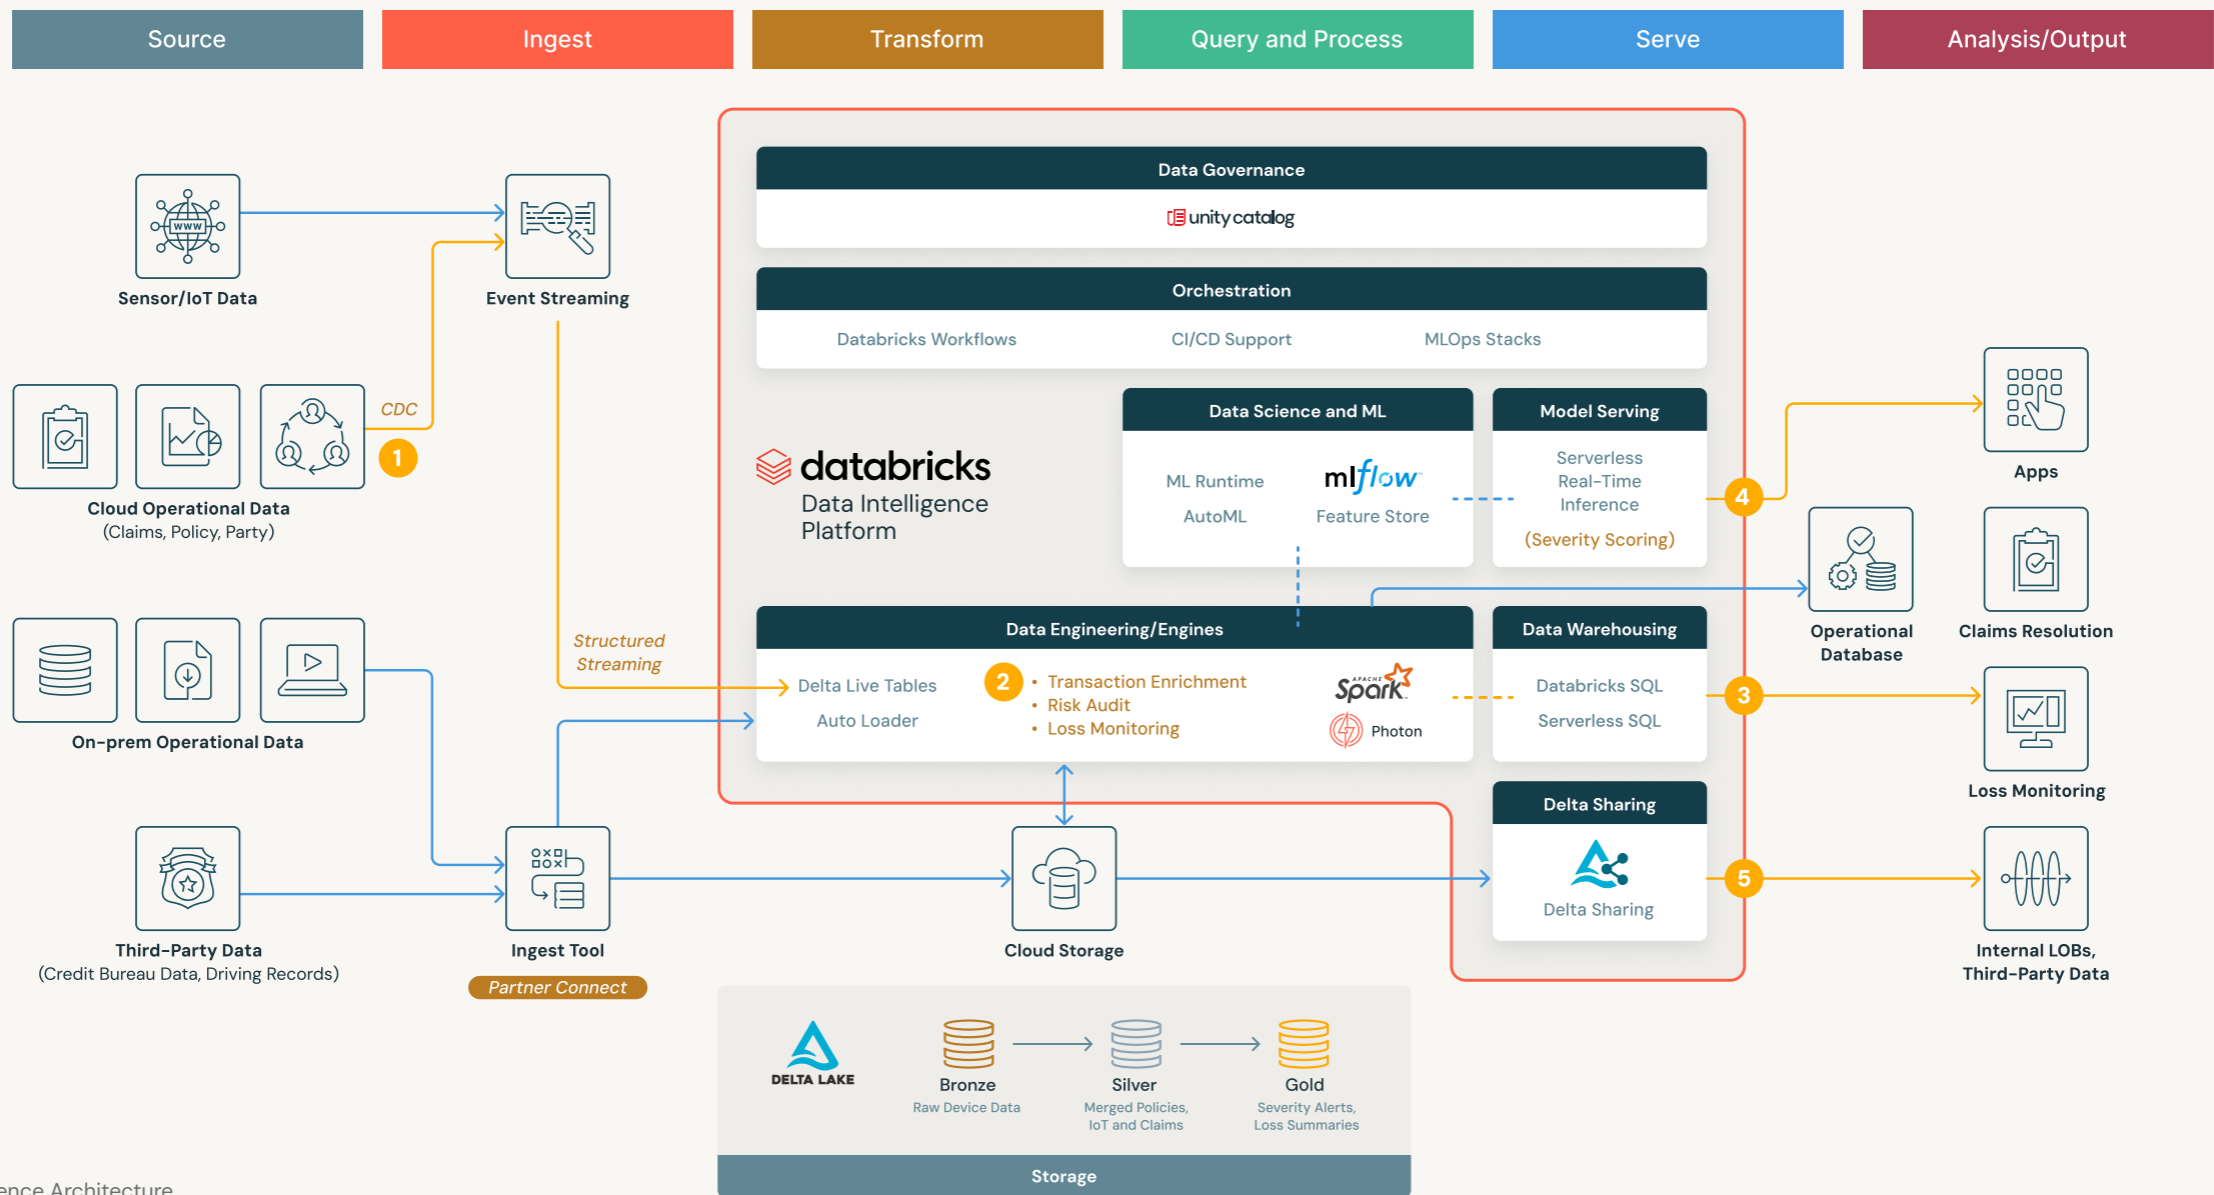 Source
Ingest
Transform
Query and Process
Serve
Analysis/Output
Data Governance
unity catalog
Orchestration
Databricks Workflows
CI/CD Support
MLOps Stacks
www
Sensor/IoT Data
Event Streaming
CDC
1
Cloud Operational Data
(Claims, Policy, Party)
On-prem Operational Data
Third-Party Data
(Credit Bureau Data, Driving Records)
Structured
Streaming
Ingest Tool
Partner Connect
databricks
Data Intelligence
Platform
Data Science and ML
ML Runtime
AutoML
mlflow™
Feature Store
Model Serving
Serverless
Real-Time
Inference
(Severity Scoring)
4
Data Engineering/Engines
Delta Live Tables
Auto Loader
2
• Transaction Enrichment
• Risk Audit
• Loss Monitoring
APACHE
Spark™
Photon
Data Warehousing
Databricks SQL
Serverless SQL
3
Delta Sharing
Delta Sharing
5
Cloud Storage
Apps
Operational
Database
Claims Resolution
Loss Monitoring
Internal LOBs,
Third-Party Data
DELTA LAKE
Bronze
Raw Device Data
Silver
Merged Policies,
IoT and Claims
Gold
Severity Alerts,
Loss Summaries
Storage
ence Architecture